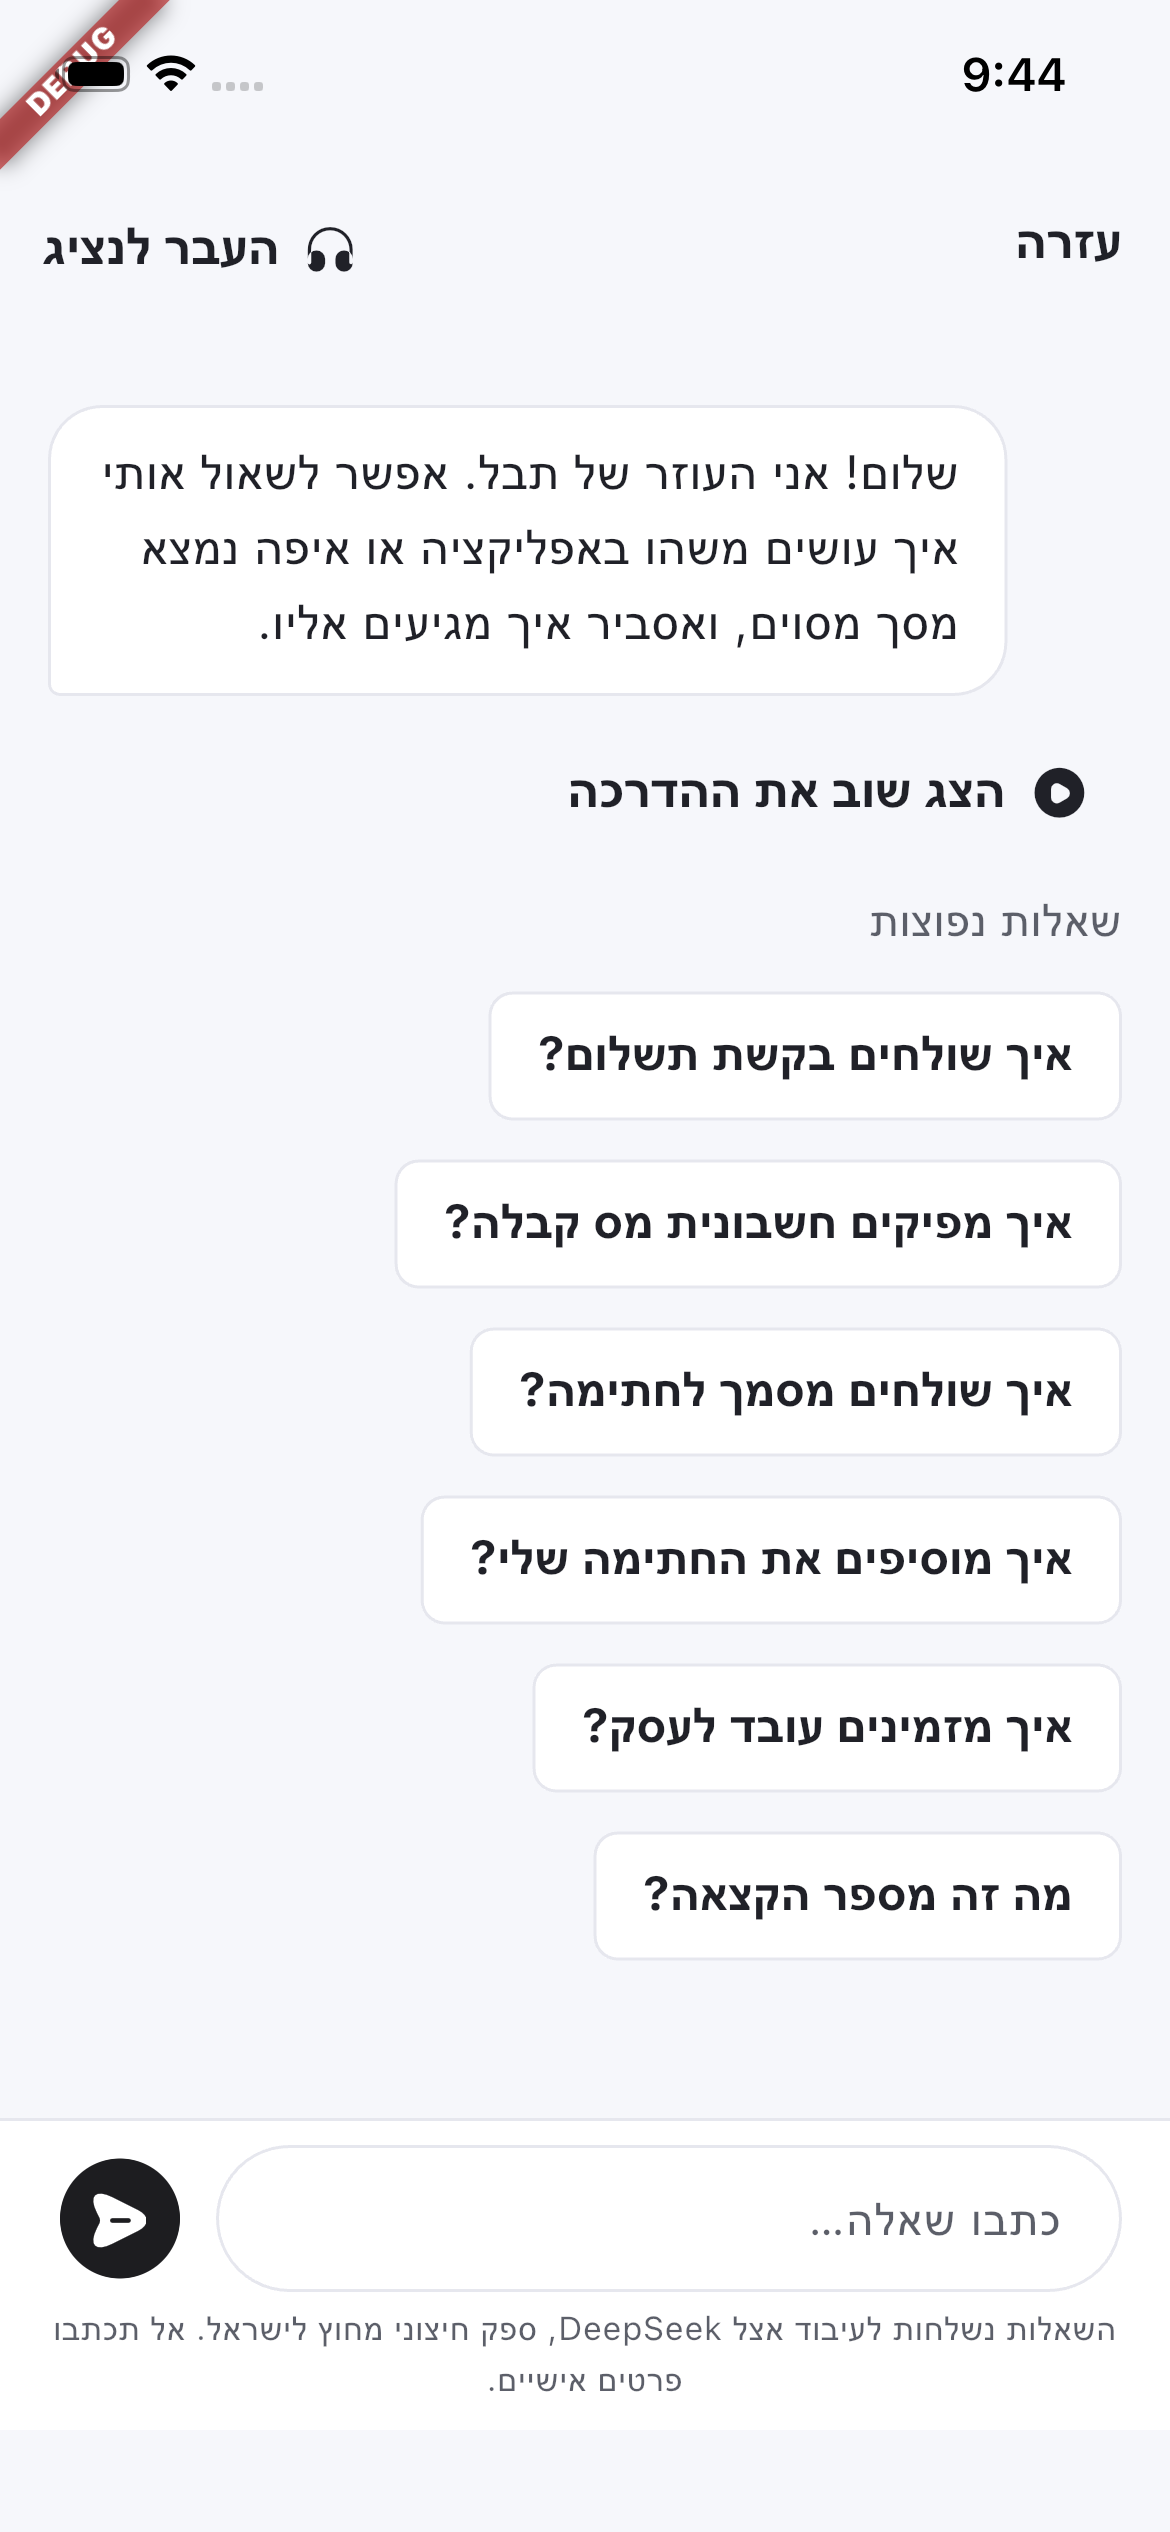 DEBUG
9:44
עזרה
העבר לנציג
שלום! אני העוזר של תבל. אפשר לשאול אותי
איך עושים משהו באפליקציה או איפה נמצא
מסך מסוים, ואסביר איך מגיעים אליו.
הצג שוב את ההדרכה
שאלות נפוצות
איך שולחים בקשת תשלום?
איך מפיקים חשבונית מס קבלה?
איך שולחים מסמך לחתימה?
איך מוסיפים את החתימה שלי?
איך מזמינים עובד לעסק?
מה זה מספר הקצאה?
כתבו שאלה...
השאלות נשלחות לעיבוד אצל DeepSeek, ספק חיצוני מחוץ לישראל. אל תכתבו
פרטים אישיים.